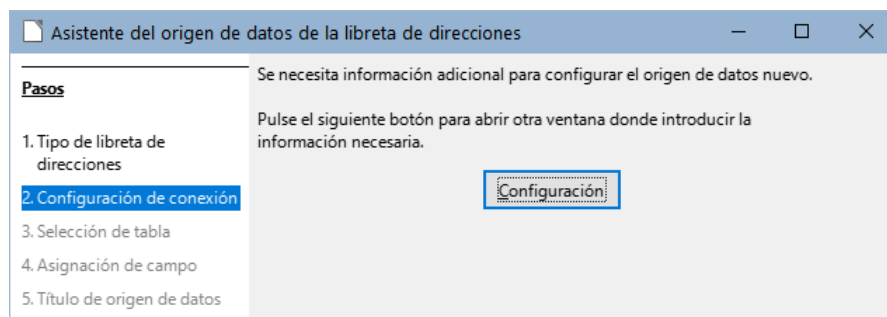 Asistente del origen de datos de la libreta de direcciones
Pasos
1. Tipo de libreta de
direcciones
2. Configuración de conexión
3. Selección de tabla
4. Asignación de campo
5. Título de origen de datos
Se necesita información adicional para configurar el origen de datos nuevo.
Pulse el siguiente botón para abrir otra ventana donde introducir la
información necesaria.
Configuración